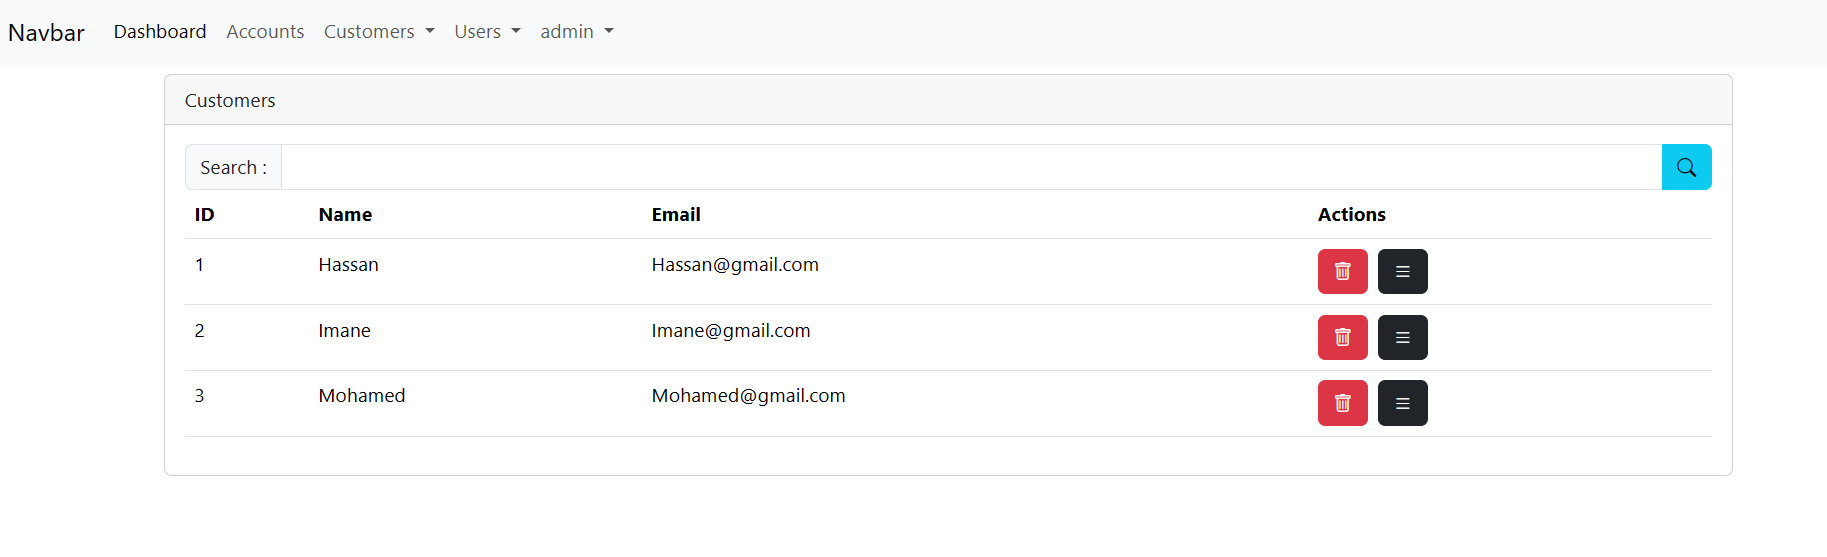 Navbar Dashboard Accounts Customers Users admin
Customers
Search :
ID Name Email Actions
1 Hassan Hassan@gmail.com
2 Imane Imane@gmail.com
3 Mohamed Mohamed@gmail.com